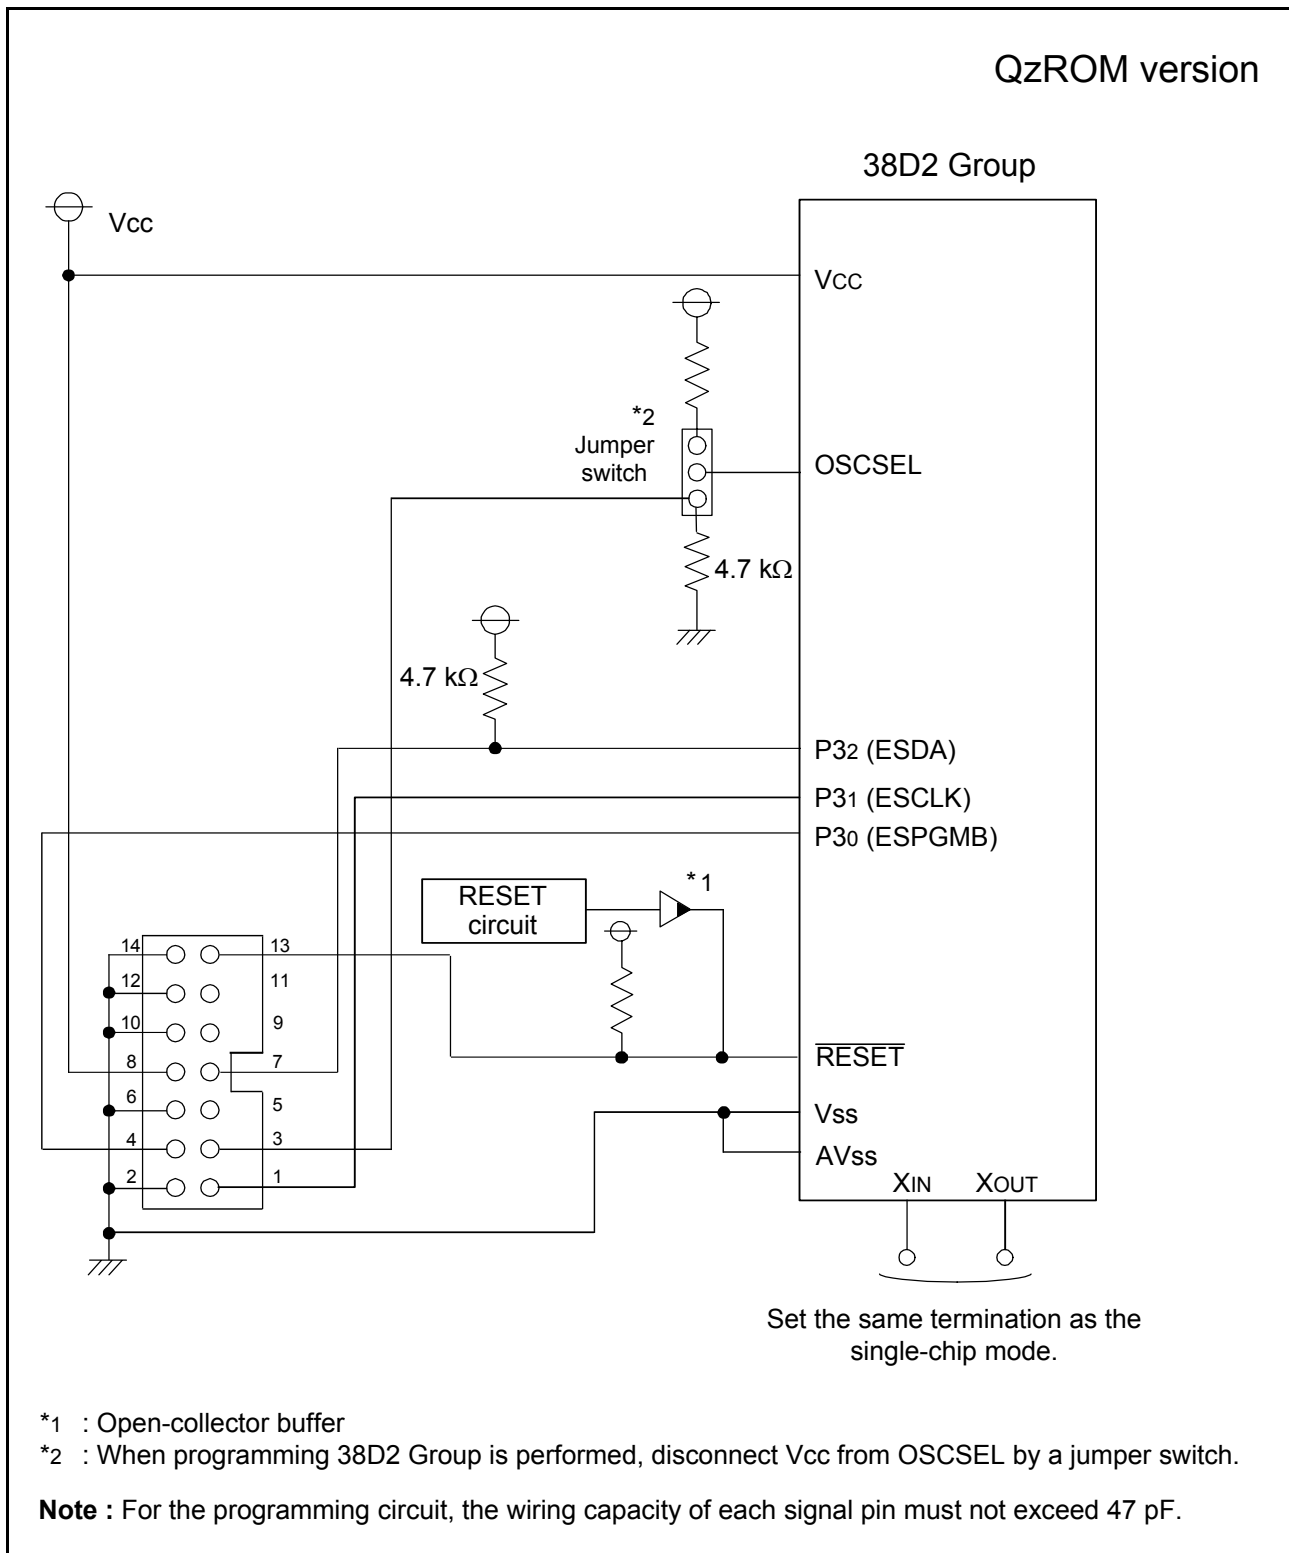 QzROM version
38D2 Group
Vcc
VCC
*2
Jumper
switch
OSCSEL
4.7 kΩ
4.7 kΩ
P32 (ESDA)
P31 (ESCLK)
P30 (ESPGMB)
RESET
circuit
*1
14
13
12
11
10
9
8
7
6
5
4
3
2
1
RESET
Vss
AVss
XIN
XOUT
Set the same termination as the
single-chip mode.
*1 : Open-collector buffer
*2 : When programming 38D2 Group is performed, disconnect Vcc from OSCSEL by a jumper switch.
Note : For the programming circuit, the wiring capacity of each signal pin must not exceed 47 pF.